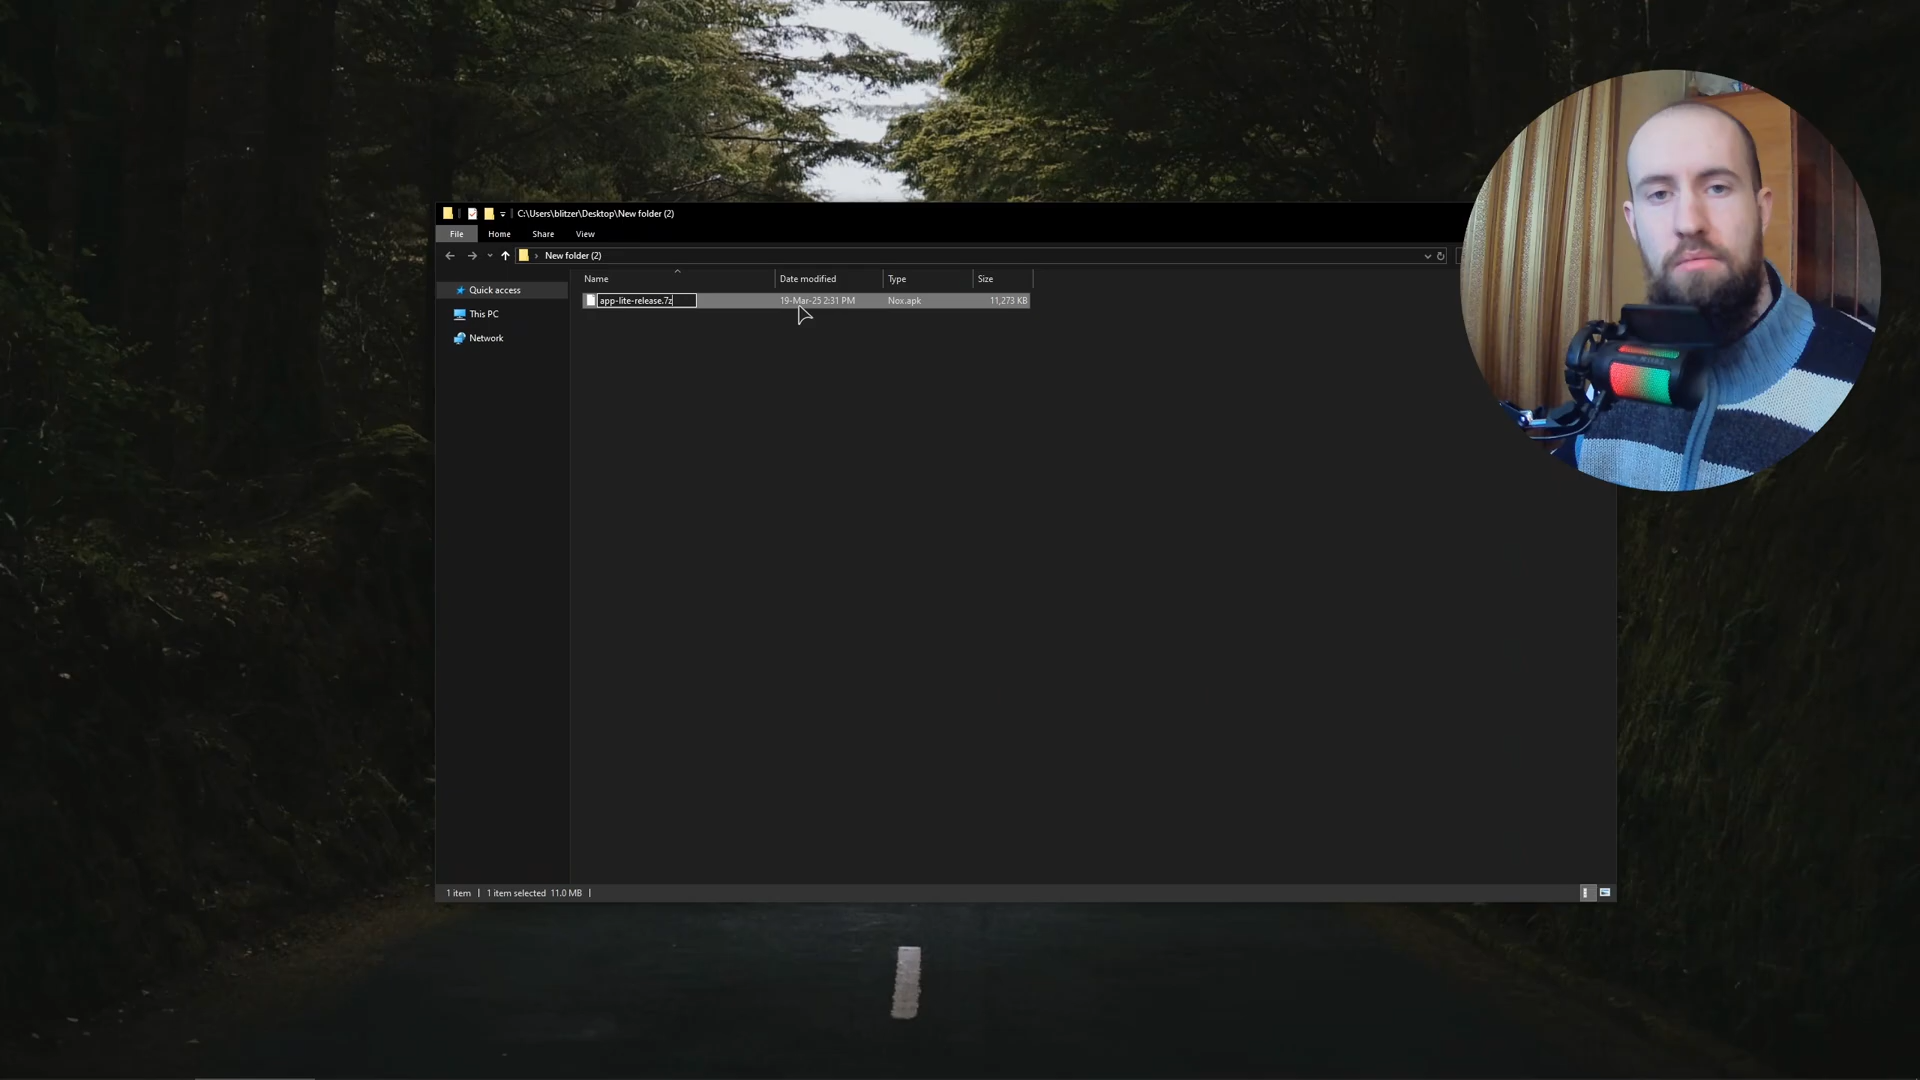 C:\Users\blitzer\Desktop\New folder (2)
File Home Share View
New folder (2)
Name Date modified Type Size
Quick access
app-lite-release.7z 19-Mar-25 2:31 PM Nox.apk 11,273 KB
This PC
Network
1 item 1 item selected 11.0 MB